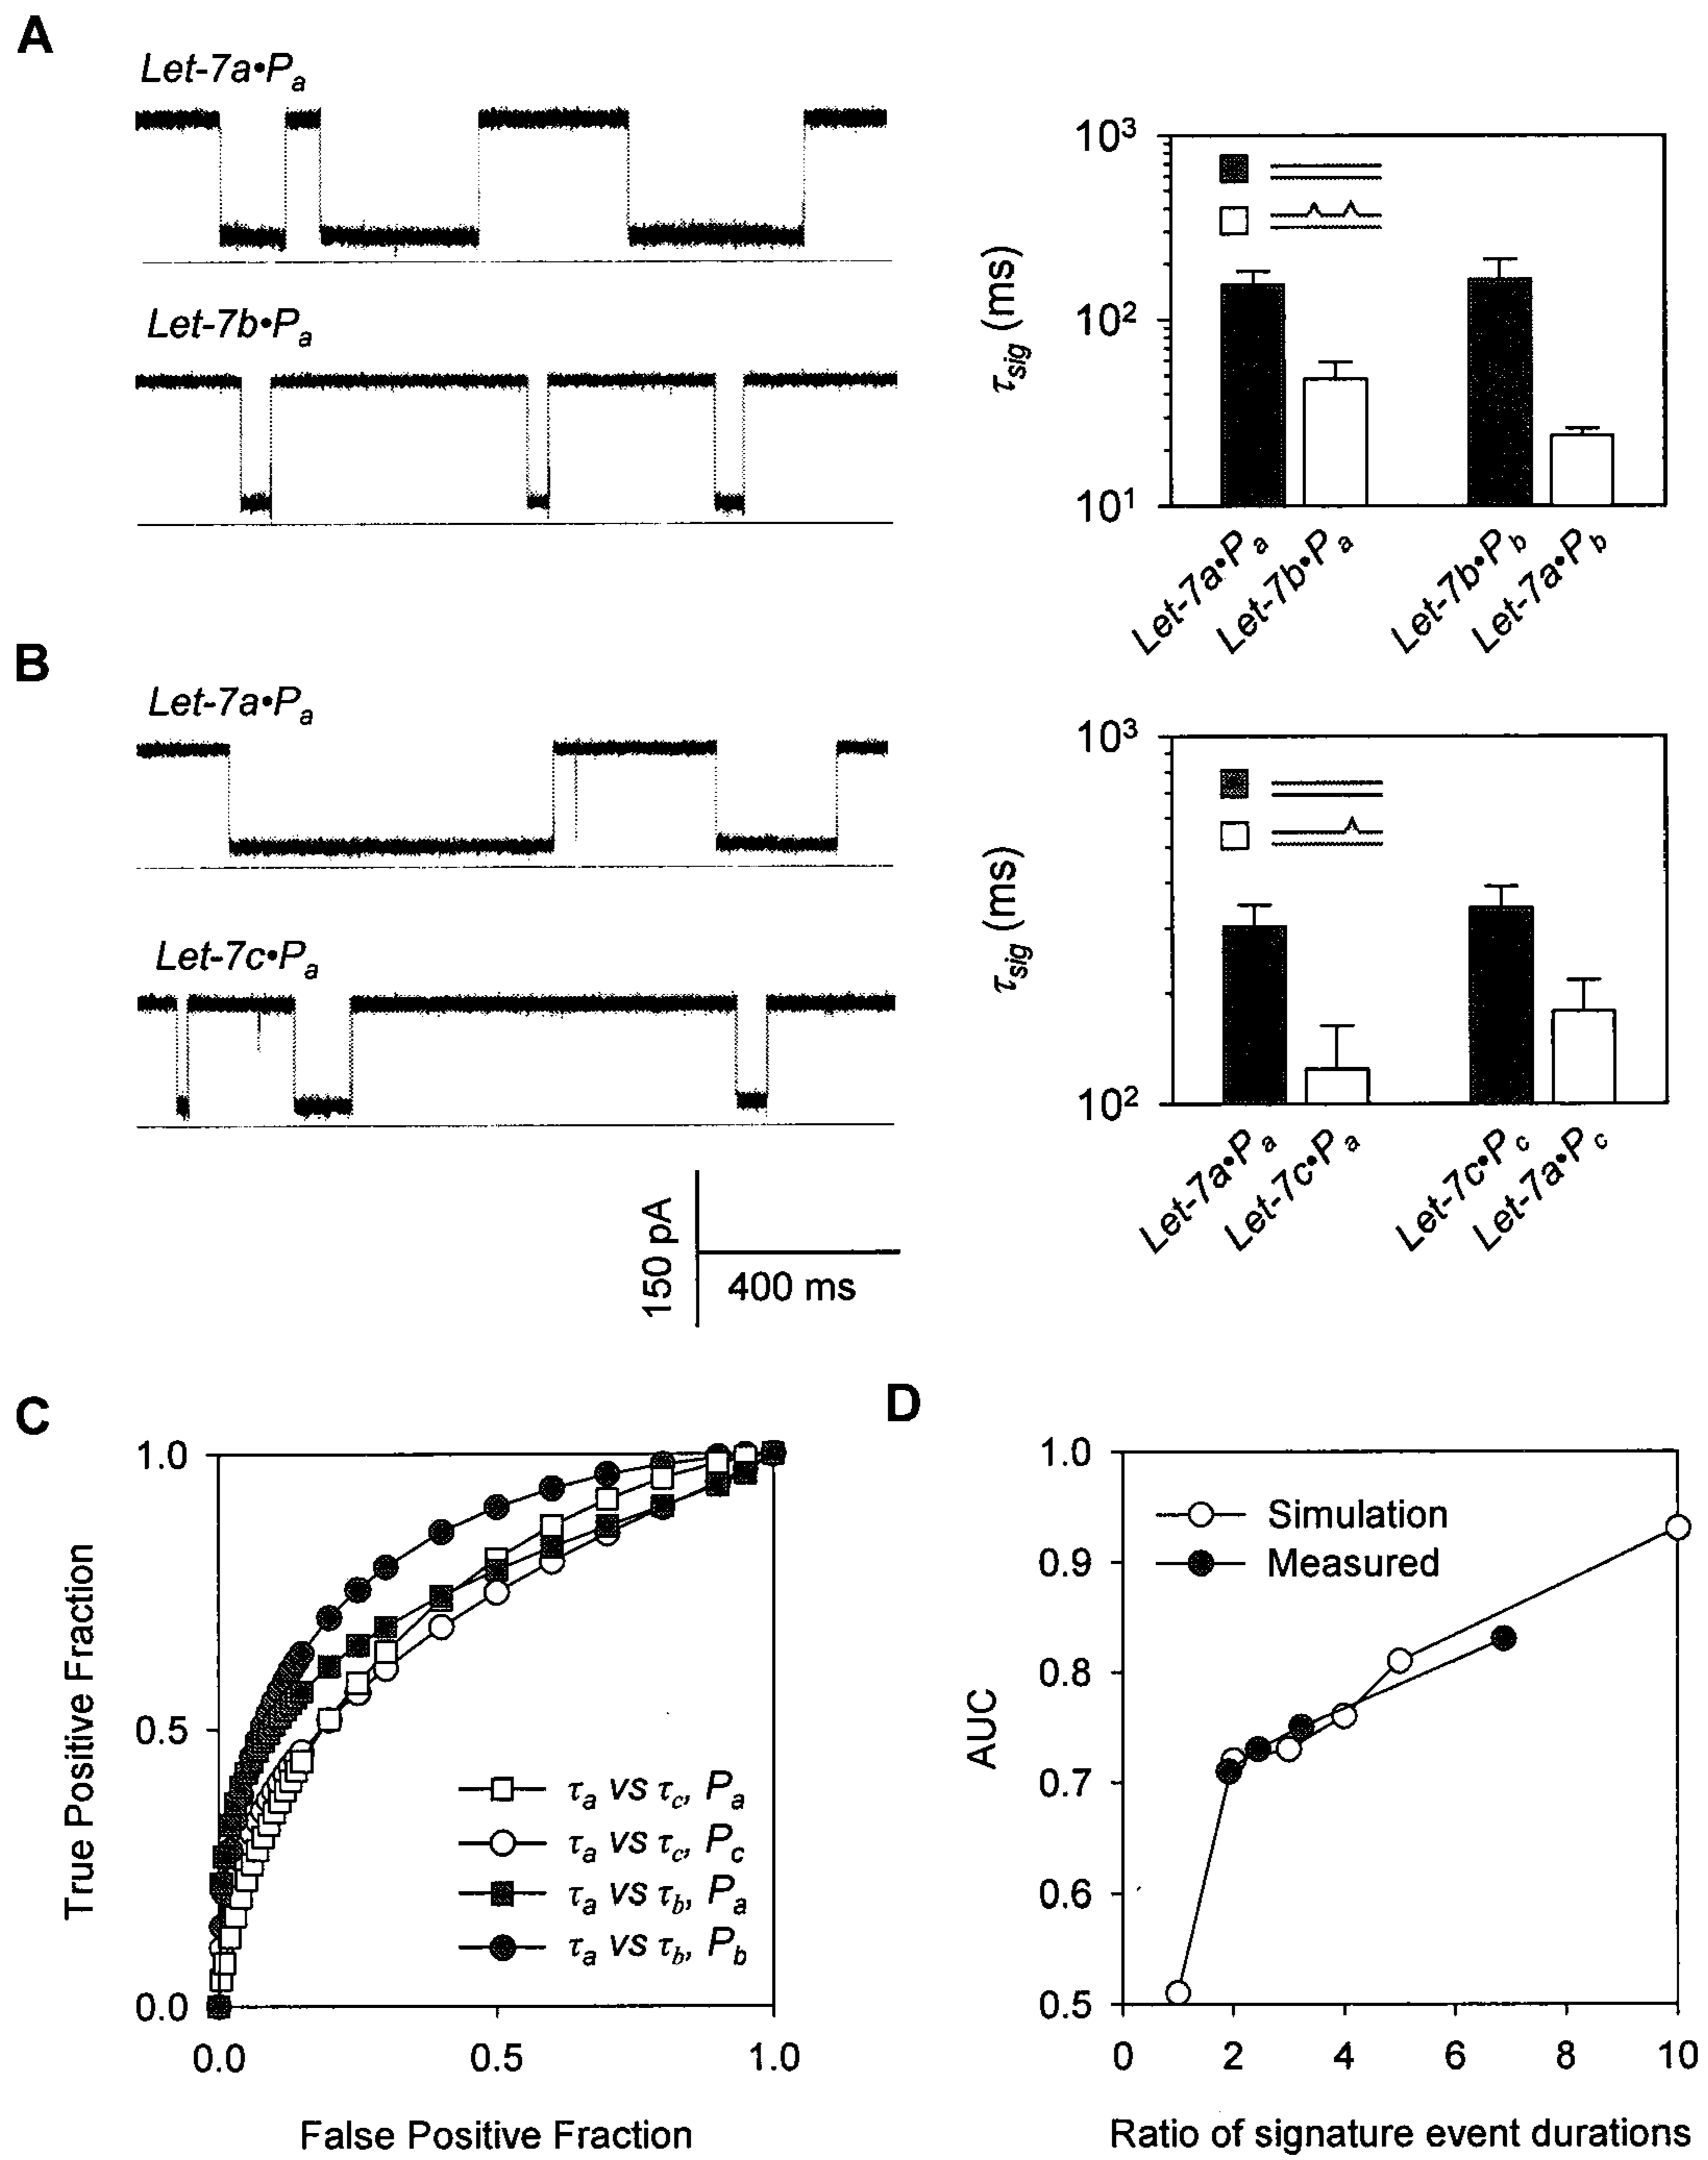 A
Let-7a•Pa
Let-7b•Pa
τsig (ms)
10³
10²
10¹
Let-7a•Pa
Let-7b•Pa
Let-7b•Pb
Let-7a•Pb
B
Let-7a•Pa
Let-7c•Pa
150 pA
400 ms
τsig (ms)
10³
10²
Let-7a•Pa
Let-7c•Pa
Let-7c•Pc
Let-7a•Pc
C
True Positive Fraction
1.0
0.5
0.0
τa vs τc, Pa
τa vs τc, Pc
τa vs τb, Pa
τa vs τb, Pb
0.0 0.5 1.0
False Positive Fraction
D
AUC
1.0
0.9
0.8
0.7
0.6
0.5
Simulation
Measured
0 2 4 6 8 10
Ratio of signature event durations